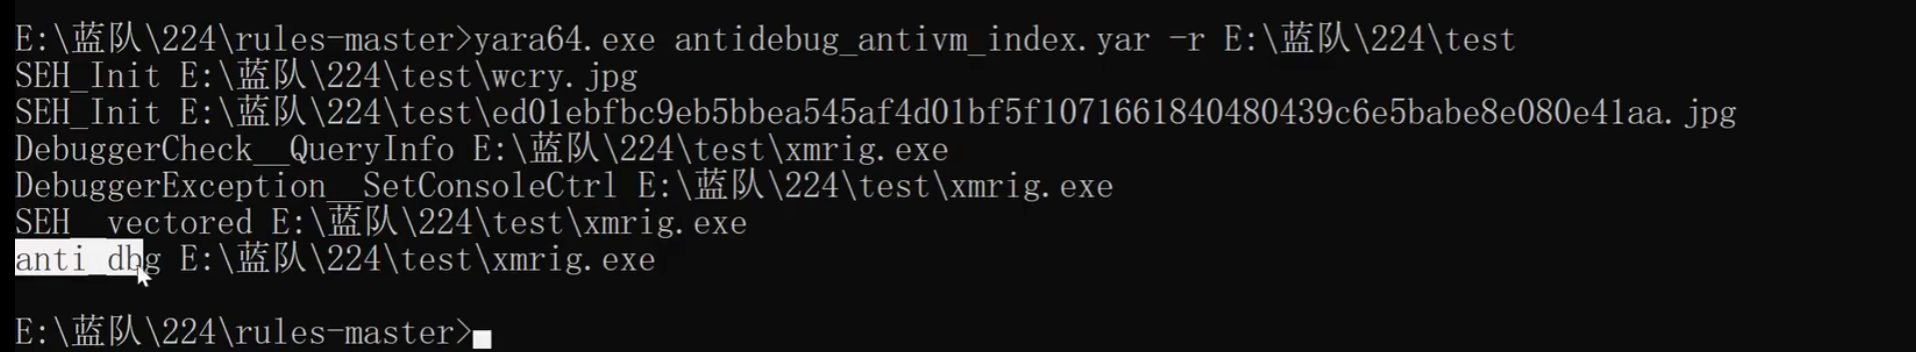 E:\蓝队\224\rules-master>yara64.exe antidebug_antivm_index.yar -r E:\蓝队\224\test
SEH_Init E:\蓝队\224\test\wcry.jpg
SEH_Init E:\蓝队\224\test\ed01ebfbc9eb5bbea545af4d01bf5f1071661840480439c6e5babe8e080e41aa.jpg
DebuggerCheck__QueryInfo E:\蓝队\224\test\xmrig.exe
DebuggerException__SetConsoleCtrl E:\蓝队\224\test\xmrig.exe
SEH__vectored E:\蓝队\224\test\xmrig.exe
anti_dbg E:\蓝队\224\test\xmrig.exe
E:\蓝队\224\rules-master>